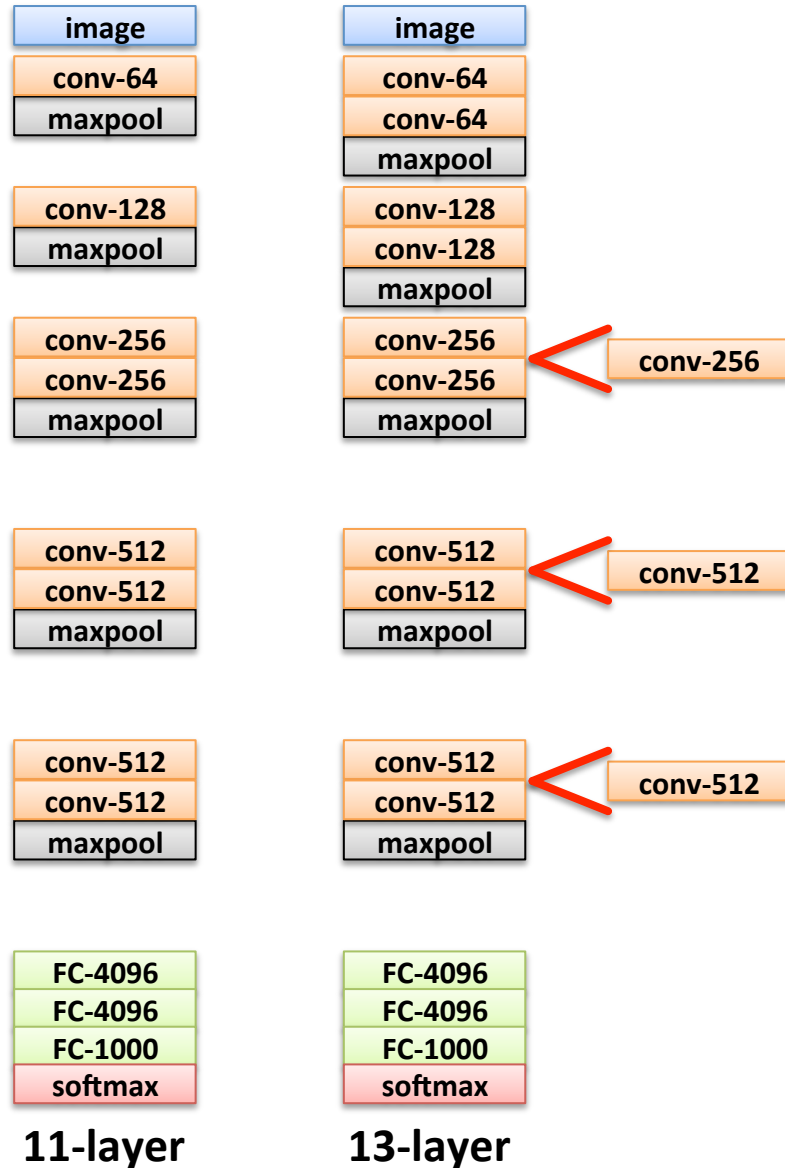 image
conv-64
maxpool
conv-128
maxpool
conv-256
conv-256
maxpool
conv-512
conv-512
maxpool
conv-512
conv-512
maxpool
FC-4096
FC-4096
FC-1000
softmax
11-layer
image
conv-64
conv-64
maxpool
conv-128
conv-128
maxpool
conv-256
conv-256
maxpool
conv-512
conv-512
maxpool
conv-512
conv-512
maxpool
FC-4096
FC-4096
FC-1000
softmax
13-layer
conv-256
conv-512
conv-512